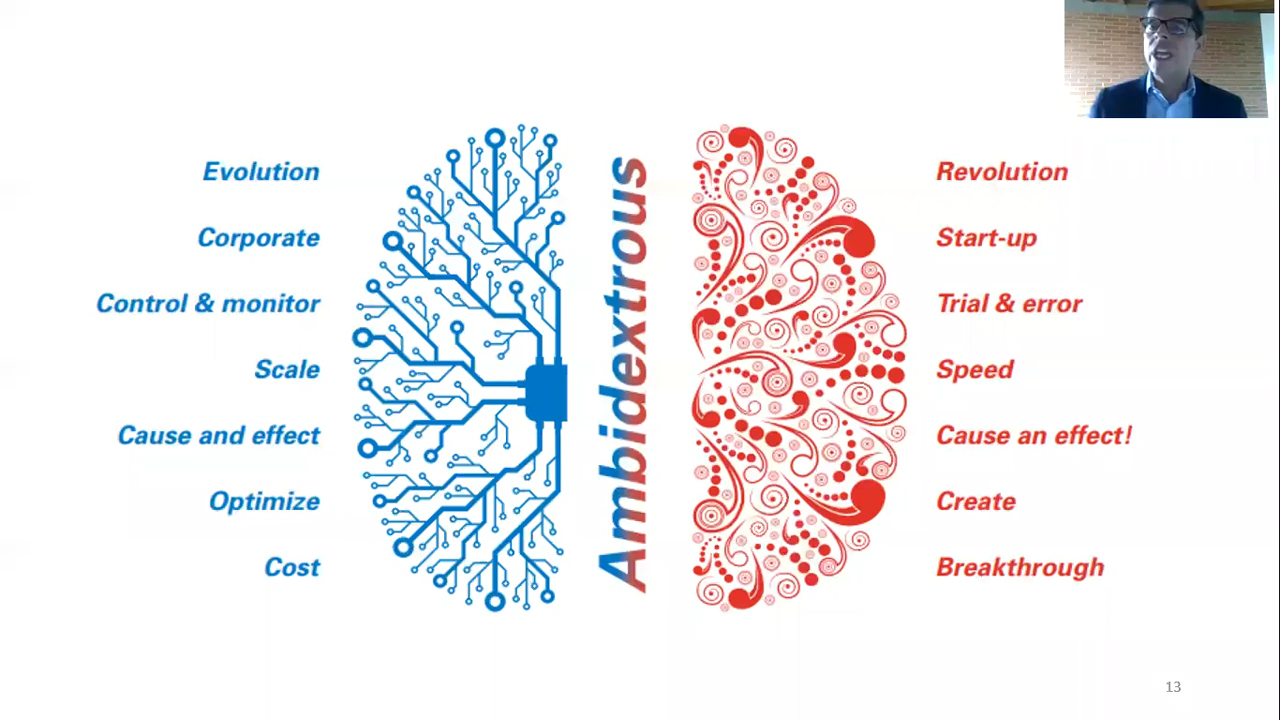 Evolution
Corporate
Control & monitor
Scale
Cause and effect
Optimize
Cost
Ambidextrous
Revolution
Start-up
Trial & error
Speed
Cause an effect!
Create
Breakthrough
13